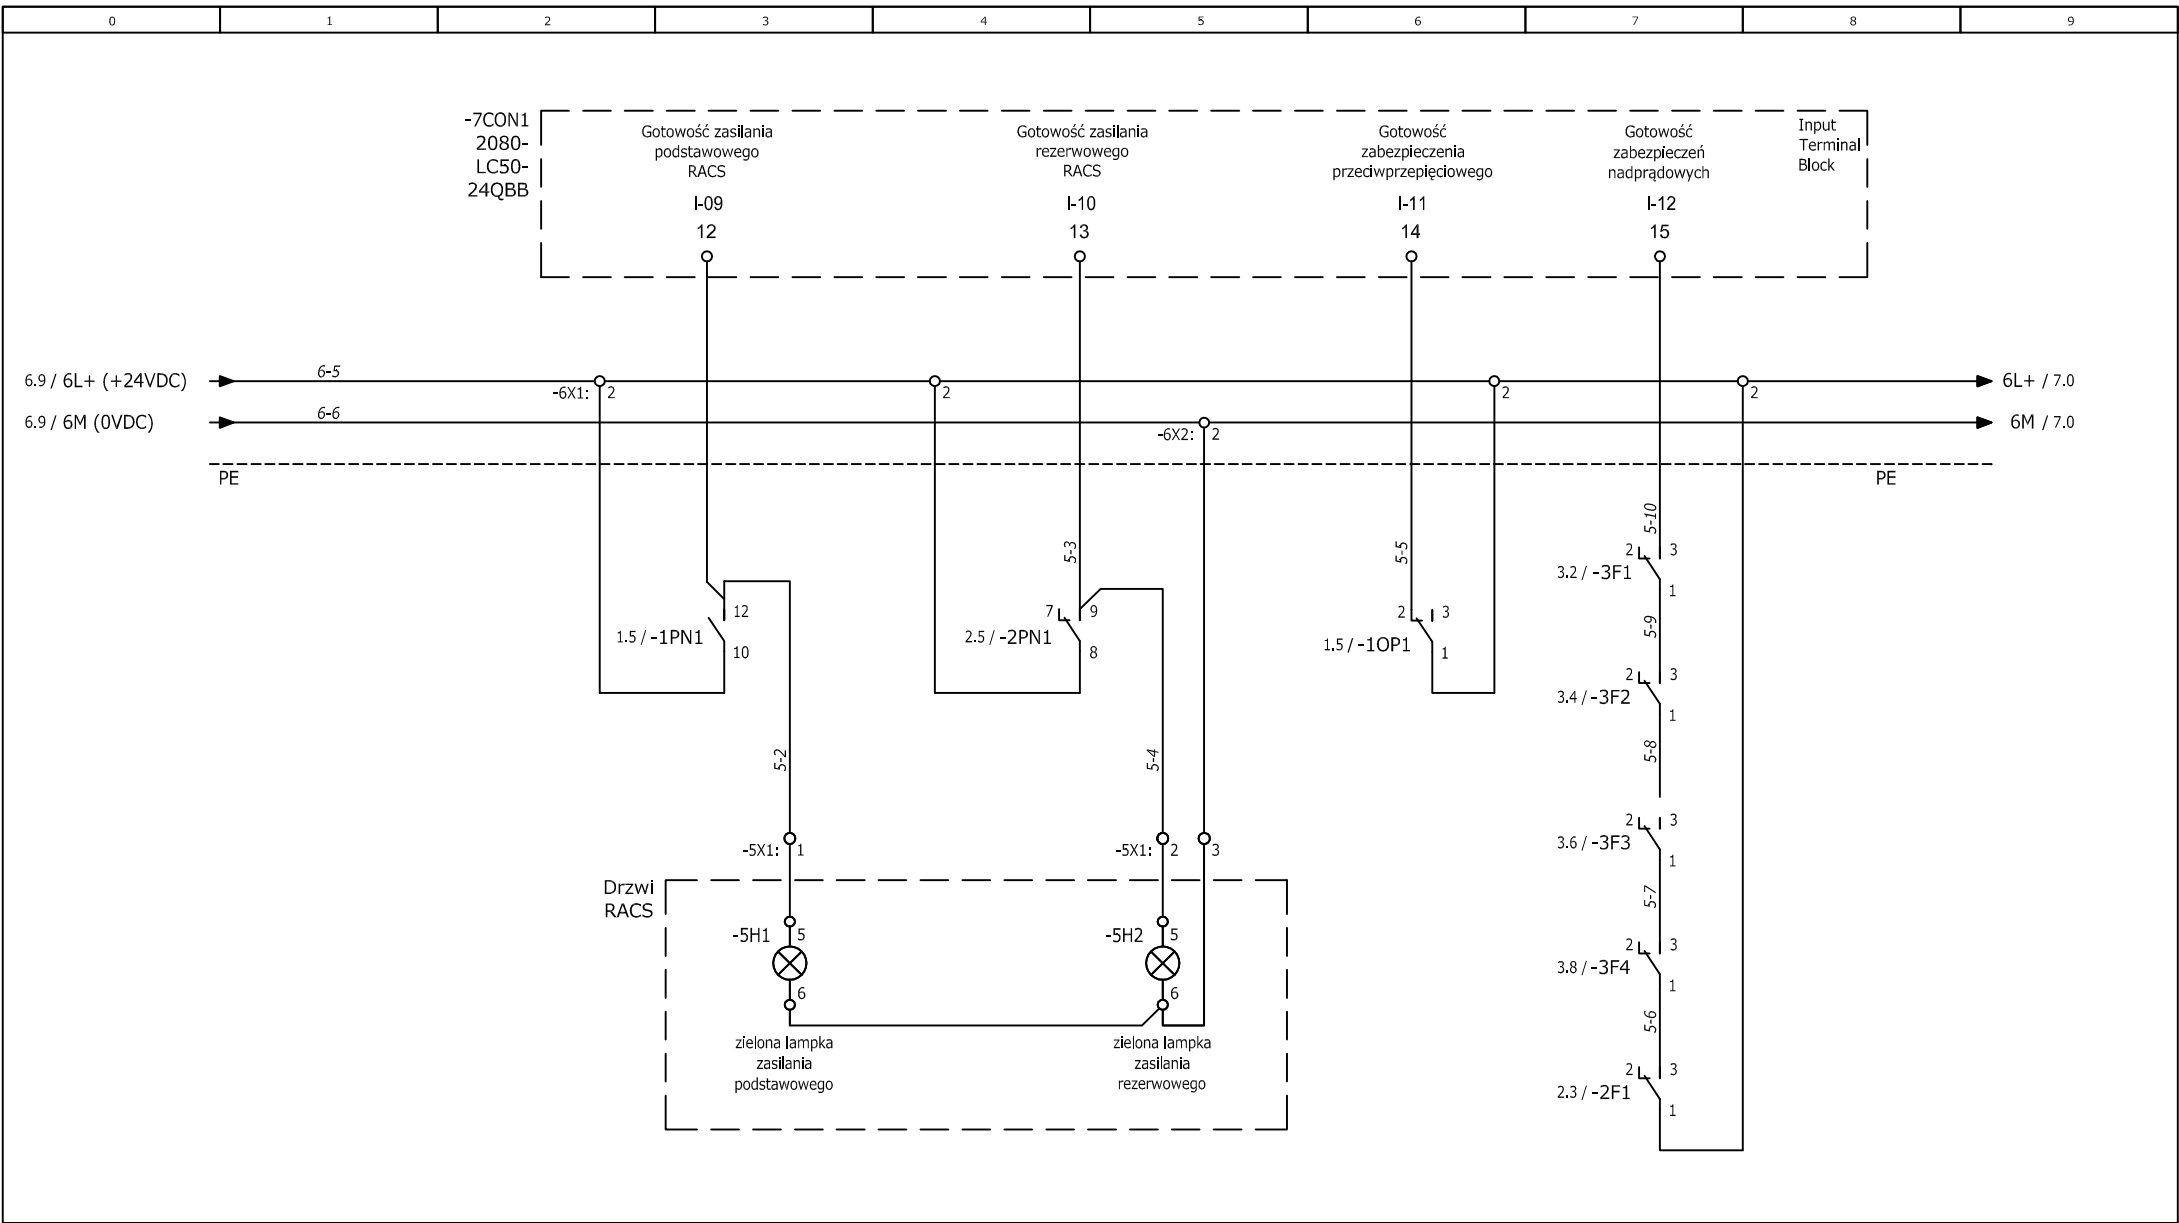 0 1 2 3 4 5 6 7 8 9
-7CON1
2080-
LC50-
24QBB
Gotowość zasilania
podstawowego
RACS
I-09
12
Gotowość zasilania
rezerwowego
RACS
I-10
13
Gotowość
zabezpieczenia
przeciwprzepięciowego
I-11
14
Gotowość
zabezpieczeń
nadprądowych
I-12
15
Input
Terminal
Block
6.9 / 6L+ (+24VDC)
6-5
-6X1: 2
2
2
2
6L+ / 7.0
6.9 / 6M (0VDC)
6-6
-6X2: 2
6M / 7.0
PE
PE
12
1.5 / -1PN1
10
5-2
5-3
7 9
2.5 / -2PN1
8
5-4
5-5
2 3
1.5 / -1OP1
1
5-10
2 3
3.2 / -3F1
1
5-9
2 3
3.4 / -3F2
1
5-8
2 3
3.6 / -3F3
1
5-7
2 3
3.8 / -3F4
1
5-6
2 3
2.3 / -2F1
1
-5X1: 1
-5X1: 2
3
Drzwi
RACS
-5H1 5
6
zielona lampka
zasilania
podstawowego
-5H2 5
6
zielona lampka
zasilania
rezerwowego